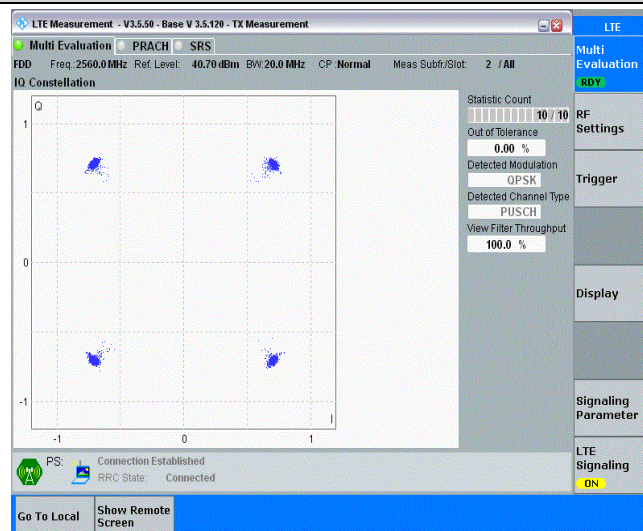 LTE Measurement - V3.5.50 - Base V 3.5.120 - TX Measurement
LTE
Multi Evaluation PRACH SRS
FDD Freq.:2560.0 MHz Ref. Level: 40.70 dBm BW:20.0 MHz CP :Normal Meas Subfr./Slot: 2 / All
IQ Constellation
Q
1
0
-1
-1 0 1
I
Statistic Count
10 / 10
Out of Tolerance
0.00 %
Detected Modulation
QPSK
Detected Channel Type
PUSCH
View Filter Throughput
100.0 %
Multi
Evaluation
RDY
RF
Settings
Trigger
Display
Signaling
Parameter
LTE
Signaling
ON
PS: Connection Established
RRC State: Connected
Go To Local
Show Remote
Screen